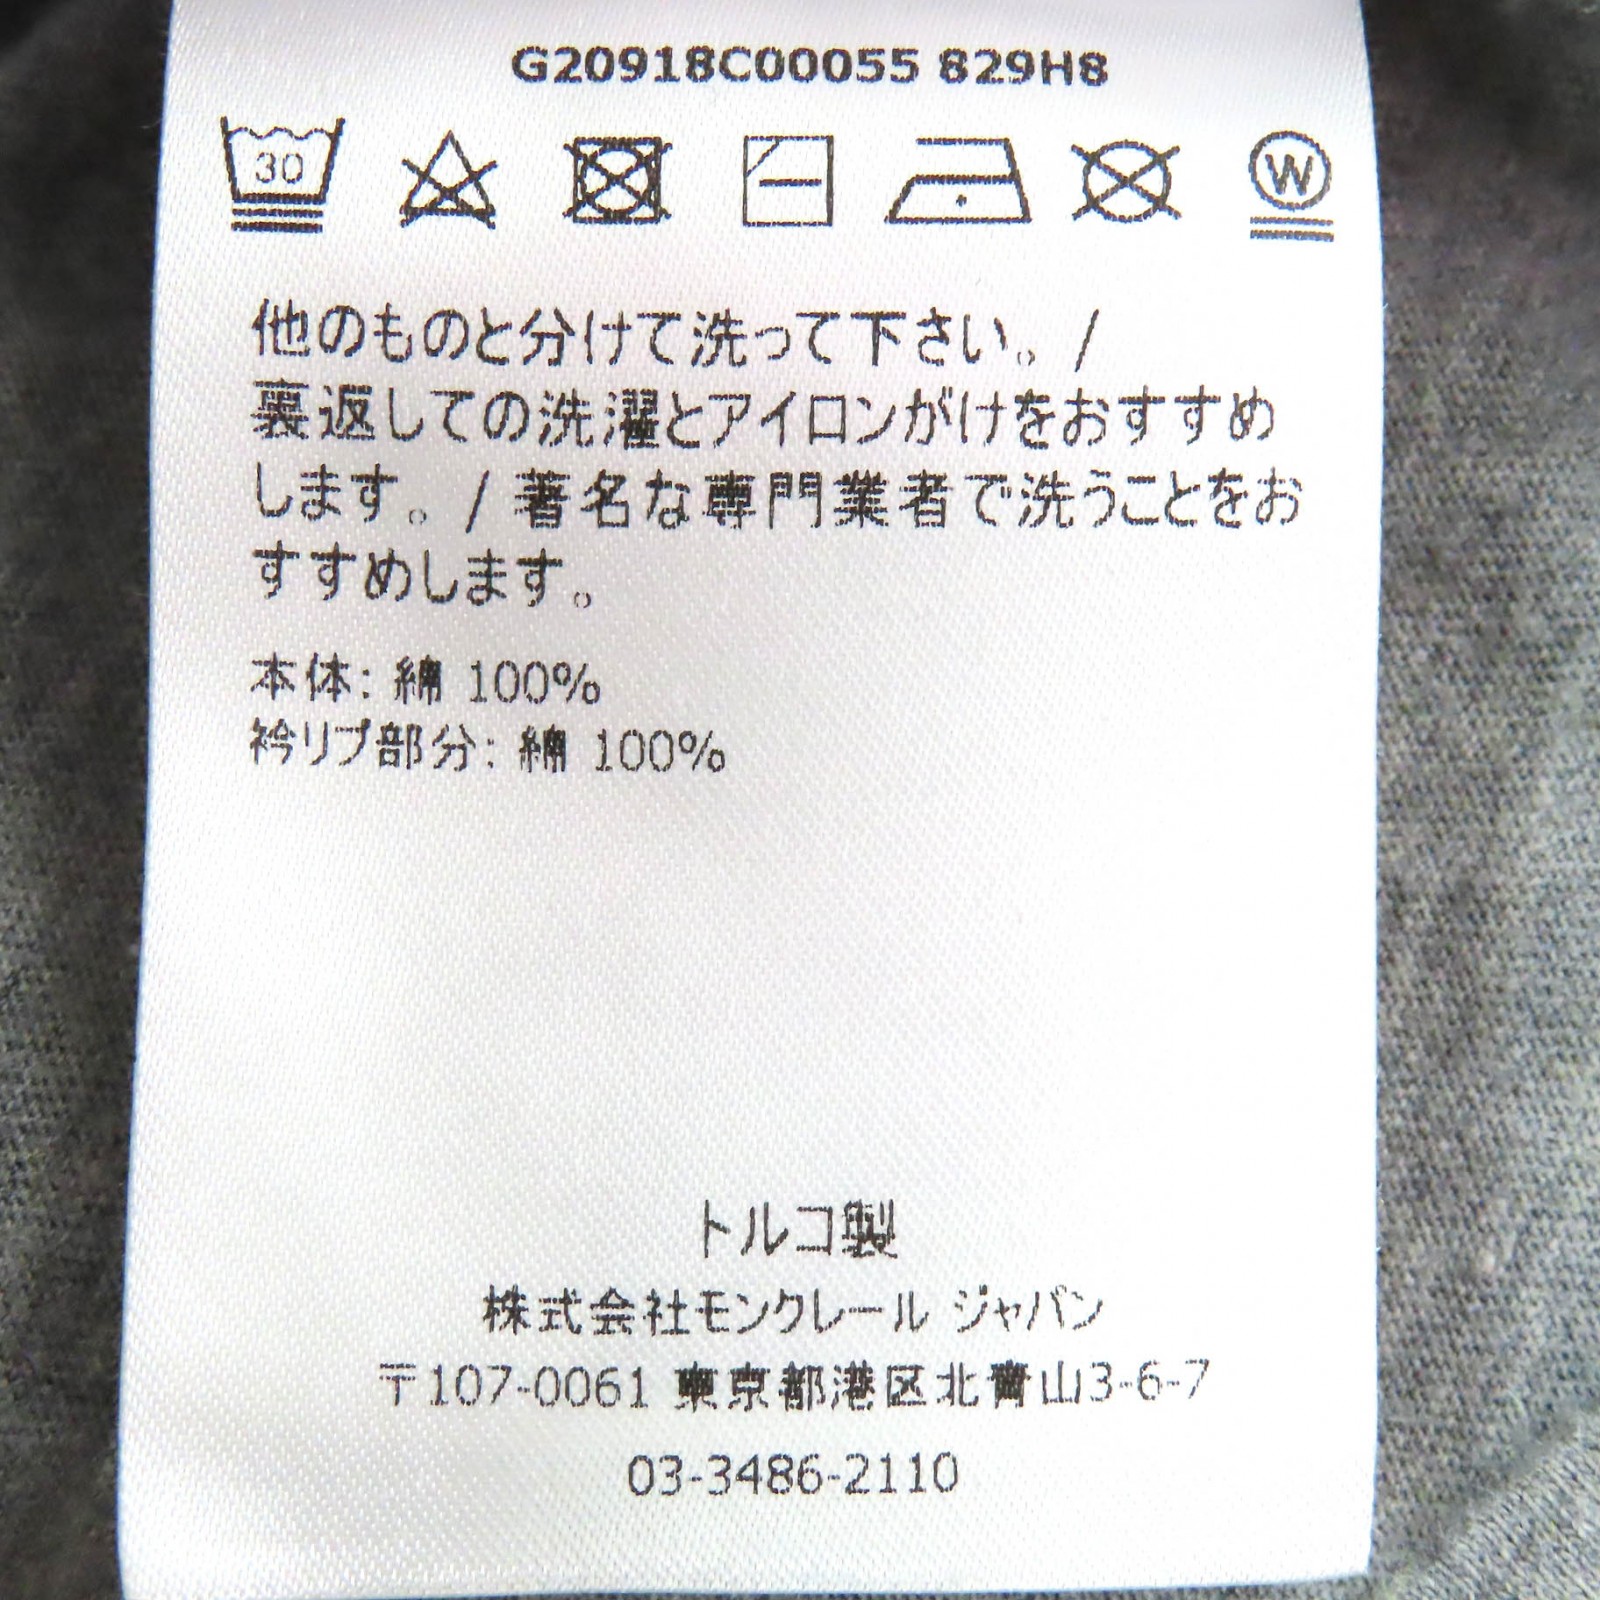 G20918C00055 829H8
30
W
他のものと分けて洗って下さい。/
裏返しての洗濯とアイロンがけをおすすめ
します。/ 著名な専門業者で洗うことをお
すすめします。
本体: 綿 100%
衿リブ部分: 綿 100%
トルコ製
株式会社モンクレール ジャパン
〒107-0061 東京都港区北青山3-6-7
03-3486-2110